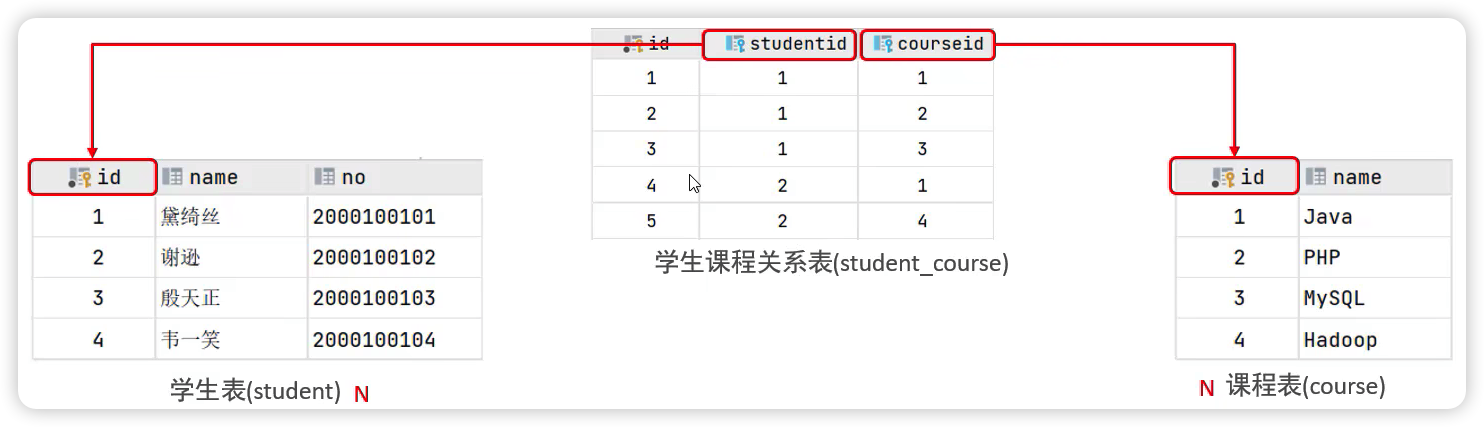 id studentid courseid
1 1 1
2 1 2
3 1 3
4 2 1
5 2 4
学生课程关系表(student_course)
id name no
1 黛绮丝 2000100101
2 谢逊 2000100102
3 殷天正 2000100103
4 韦一笑 2000100104
学生表(student) N
id name
1 Java
2 PHP
3 MySQL
4 Hadoop
N 课程表(course)